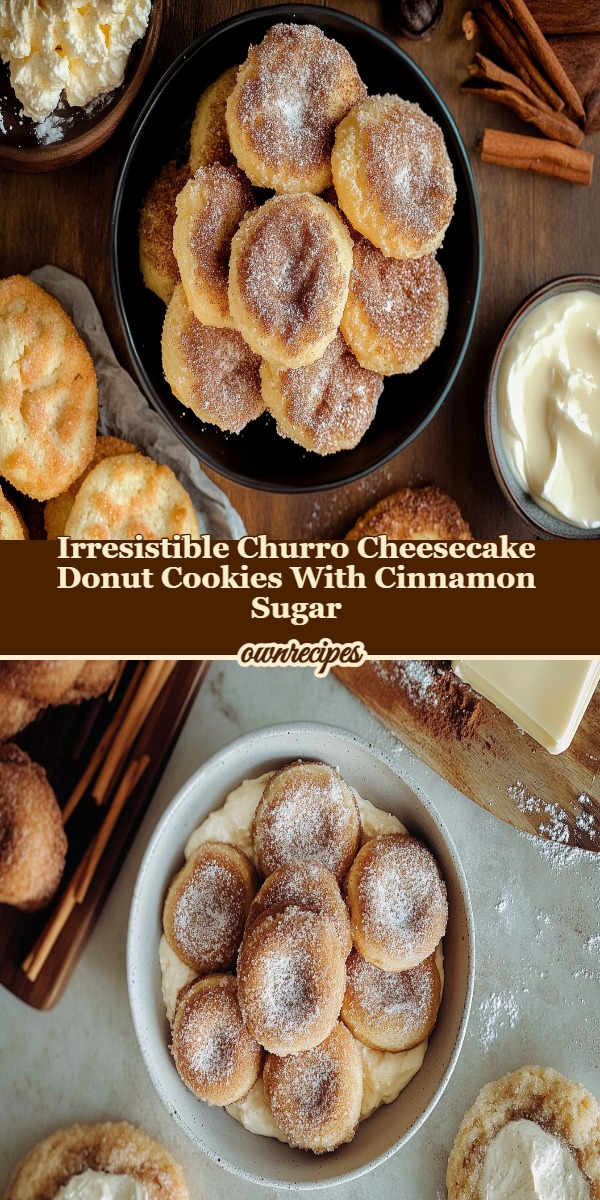 Irresistible Churro Cheesecake
Donut Cookies With Cinnamon
Sugar
ownrecipes